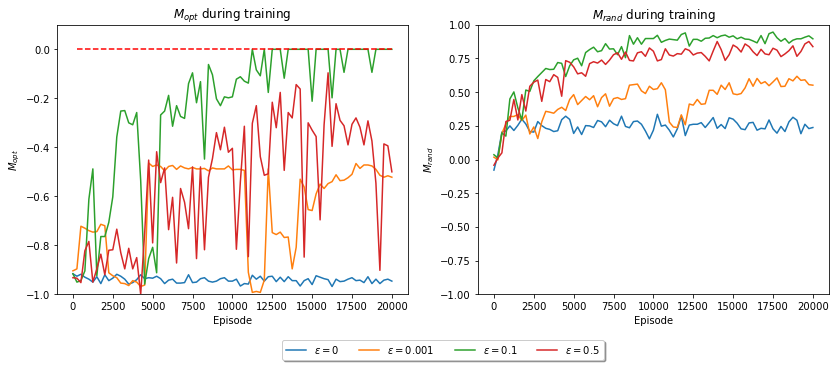 M_opt during training
0.0
−0.2
−0.4
−0.6
−0.8
−1.0
M_opt
0 2500 5000 7500 10000 12500 15000 17500 20000
Episode
M_rand during training
1.00
0.75
0.50
0.25
0.00
−0.25
−0.50
−0.75
−1.00
M_rand
0 2500 5000 7500 10000 12500 15000 17500 20000
Episode
ε = 0 ε = 0.001 ε = 0.1 ε = 0.5